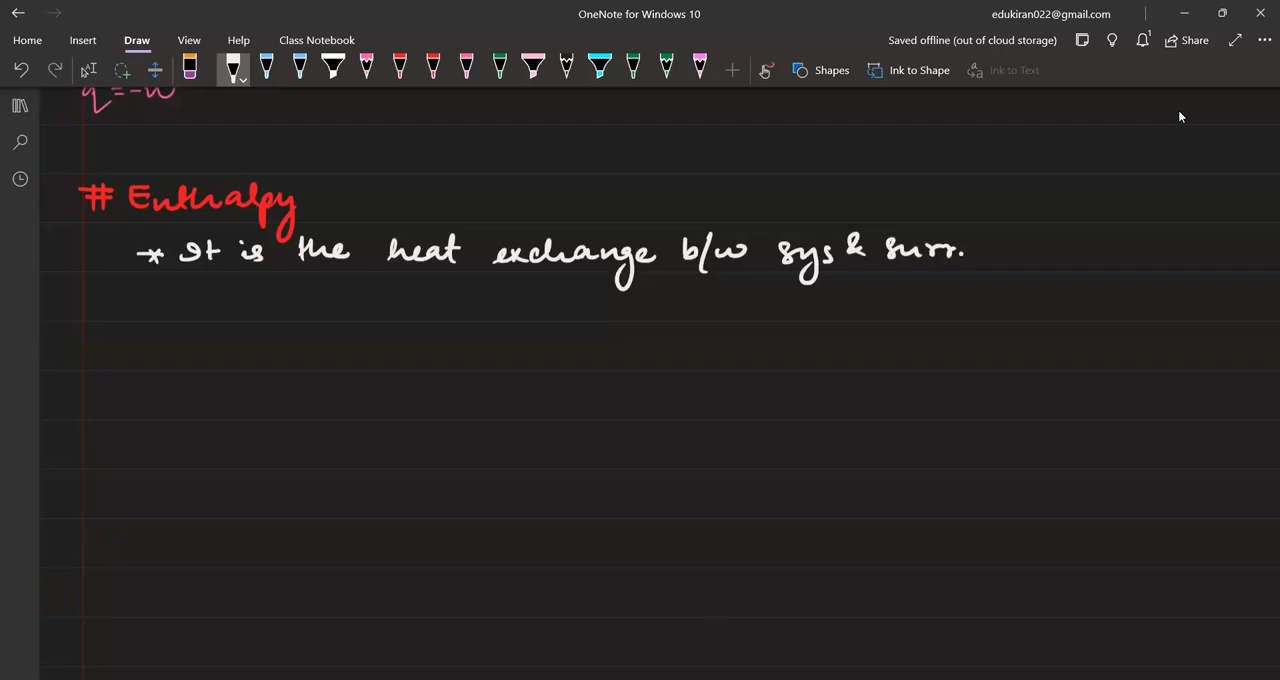 OneNote for Windows 10
edukiran022@gmail.com
Home Insert Draw View Help Class Notebook
Saved offline (out of cloud storage) Share
Shapes Ink to Shape Ink to Text
q = -w
# Enthalpy
* It is the heat exchange b/w sys & surr.